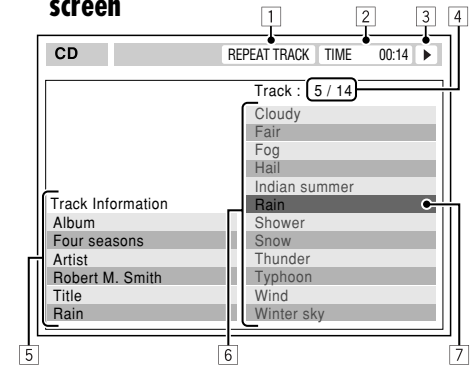 screen
1 2 3 4
CD REPEAT TRACK TIME 00:14
Track : 5 / 14
Cloudy
Fair
Fog
Hail
Indian summer
Rain
Shower
Snow
Thunder
Typhoon
Wind
Winter sky
Track Information
Album
Four seasons
Artist
Robert M. Smith
Title
Rain
5 6 7